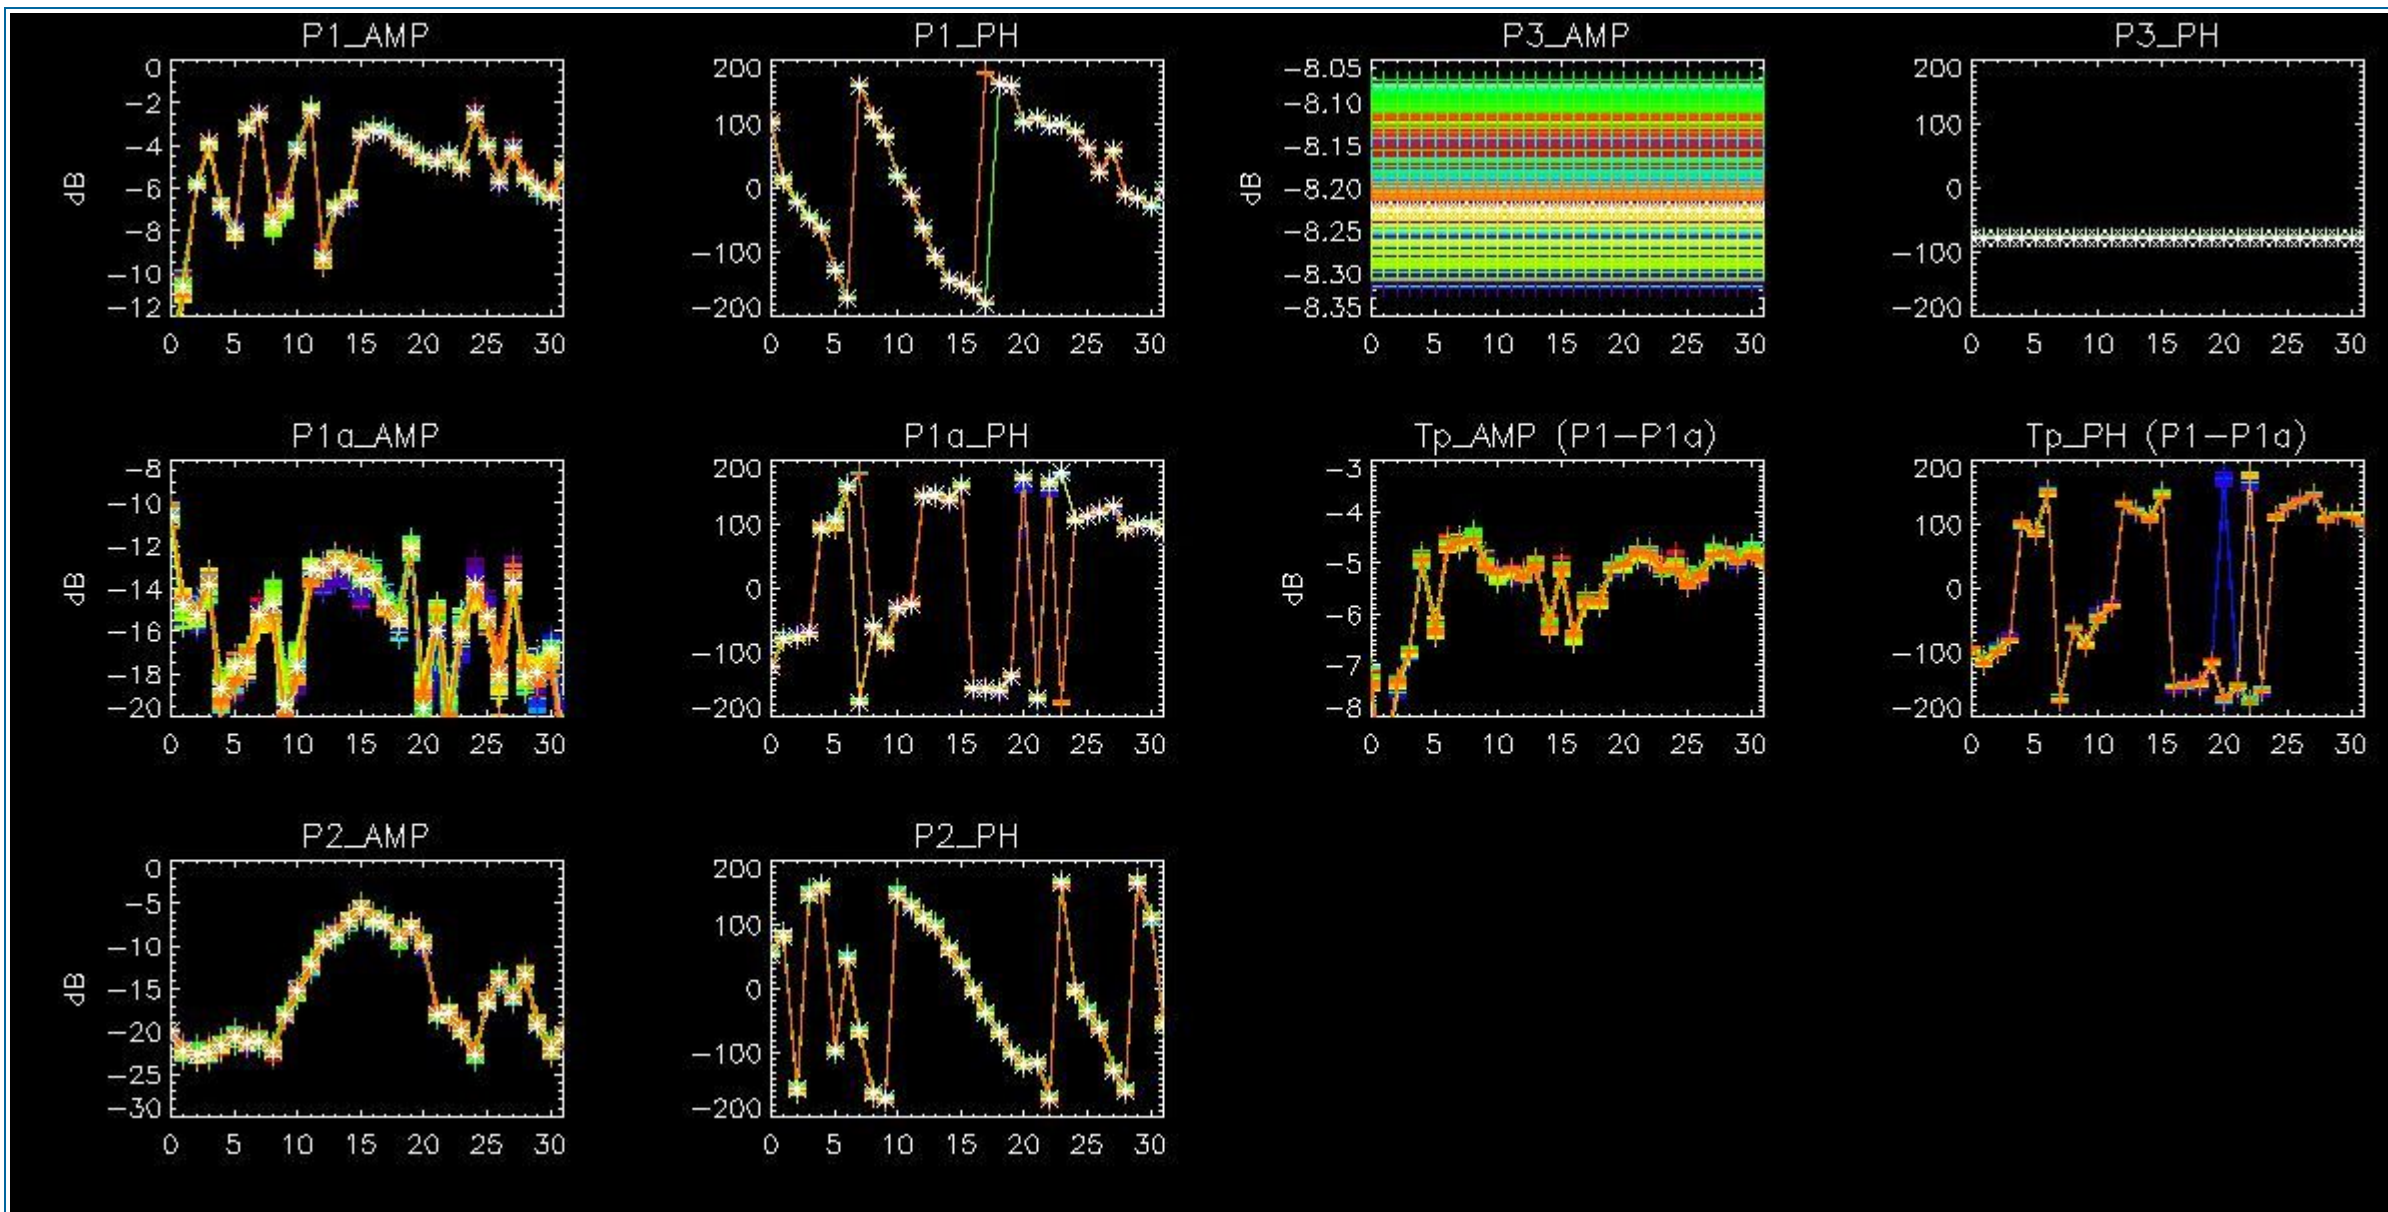 P1_AMP P1_PH P3_AMP P3_PH
0 200 -8.05 200
-2 100 -8.10 100
-4 0 -8.15 0
-6 -100 -8.20 -100
-8 -200 -8.25 -200
-10 -8.30
-12 -8.35
dB dB
0 5 10 15 20 25 30 0 5 10 15 20 25 30 0 5 10 15 20 25 30 0 5 10 15 20 25 30
P1a_AMP P1a_PH Tp_AMP (P1-P1a) Tp_PH (P1-P1a)
-8 200 -3 200
-10 100 -4 100
-12 0 -5 0
-14 -100 -6 -100
-16 -200 -7 -200
-18 -8
-20
dB dB
0 5 10 15 20 25 30 0 5 10 15 20 25 30 0 5 10 15 20 25 30 0 5 10 15 20 25 30
P2_AMP P2_PH
0 200
-5 100
-10 0
-15 -100
-20 -200
-25
-30
dB
0 5 10 15 20 25 30 0 5 10 15 20 25 30